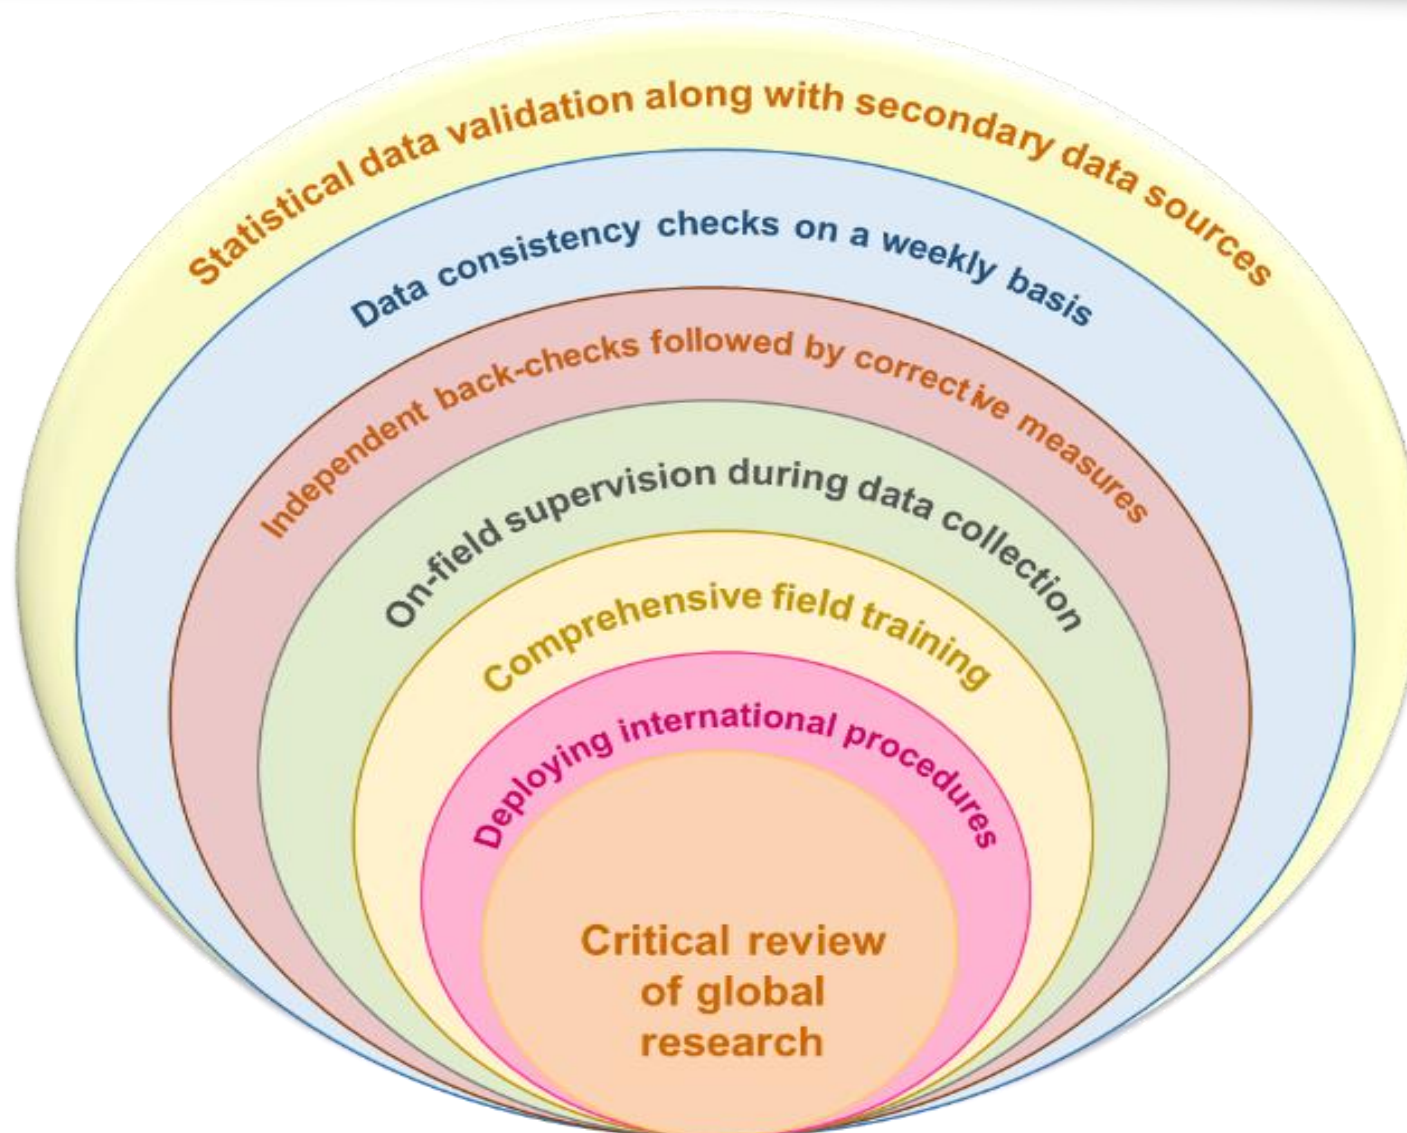 Statistical data validation along with secondary data sources
Data consistency checks on a weekly basis
Independent back-checks followed by corrective measures
On-field supervision during data collection
Comprehensive field training
Deploying international procedures
Critical review
of global
research